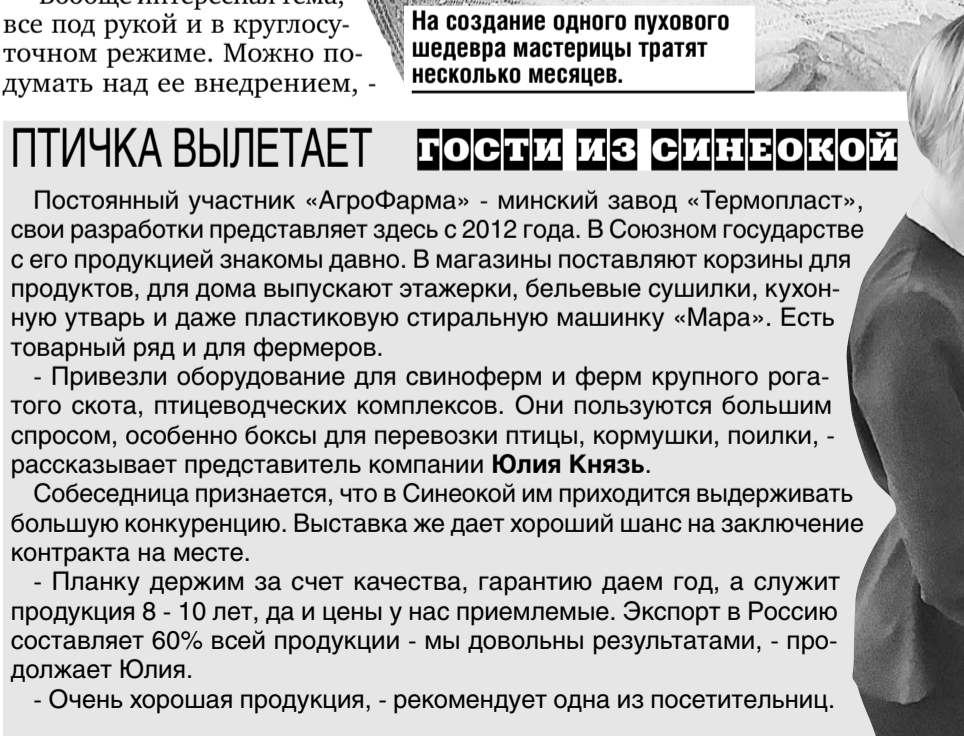 Вообще интересная тема,
все под рукой и в круглосу-
точном режиме. Можно по-
думать над ее внедрением, -
На создание одного пухового
шедевра мастерицы тратят
несколько месяцев.
ПТИЧКА ВЫЛЕТАЕТ
ГОСТИ ИЗ СИНЕОКОЙ
Постоянный участник «АгроФарма» - минский завод «Термопласт»,
свои разработки представляет здесь с 2012 года. В Союзном государстве
с его продукцией знакомы давно. В магазины поставляют корзины для
продуктов, для дома выпускают этажерки, бельевые сушилки, кухон-
ную утварь и даже пластиковую стиральную машинку «Мара». Есть
товарный ряд и для фермеров.
- Привезли оборудование для свиноферм и ферм крупного рога-
того скота, птицеводческих комплексов. Они пользуются большим
спросом, особенно боксы для перевозки птицы, кормушки, поилки, -
рассказывает представитель компании Юлия Князь.
Собеседница признается, что в Синеокой им приходится выдерживать
большую конкуренцию. Выставка же дает хороший шанс на заключение
контракта на месте.
- Планку держим за счет качества, гарантию даем год, а служит
продукция 8 - 10 лет, да и цены у нас приемлемые. Экспорт в Россию
составляет 60% всей продукции - мы довольны результатами, - про-
должает Юлия.
- Очень хорошая продукция, - рекомендует одна из посетительниц.